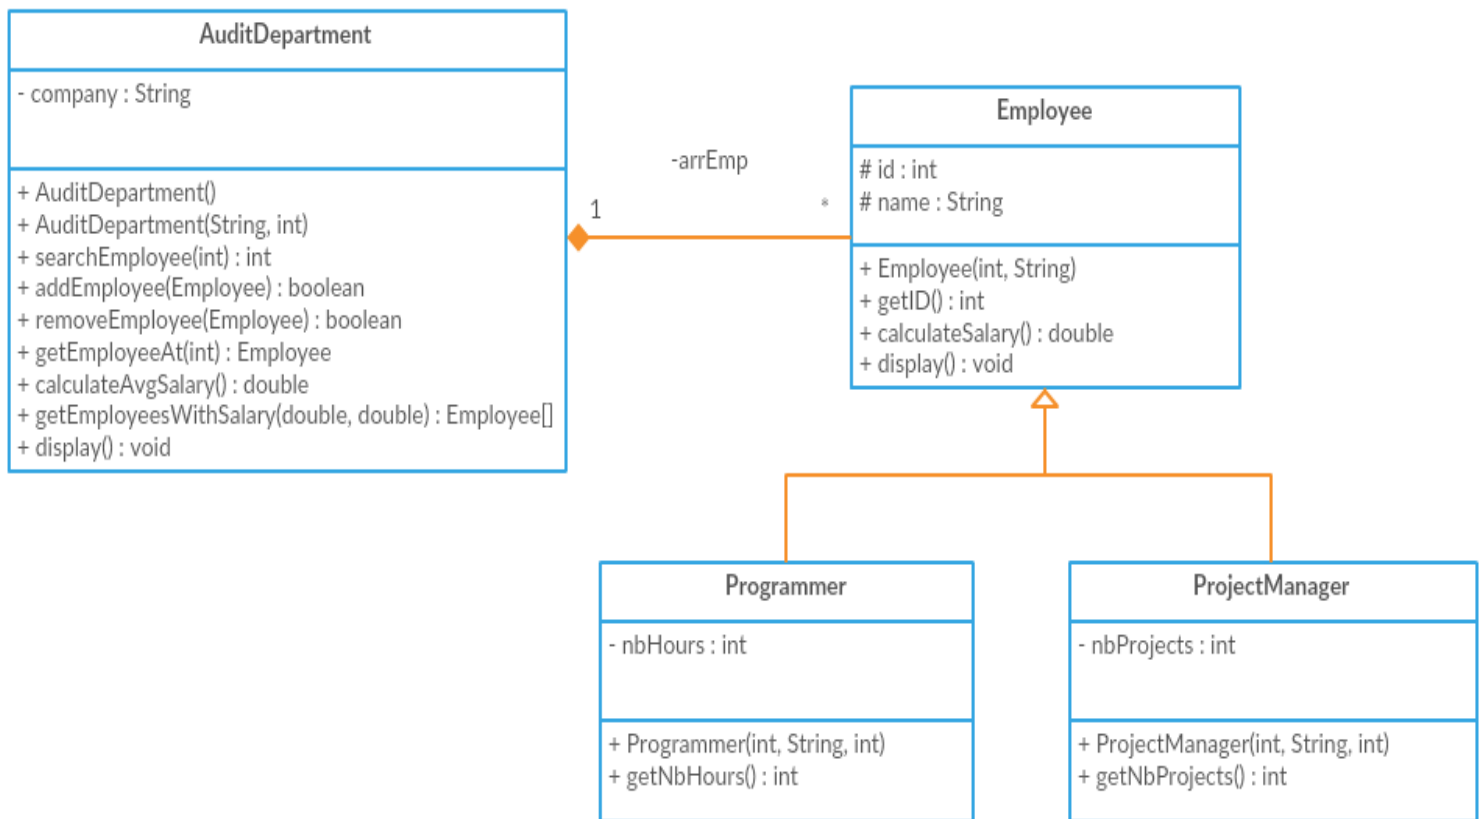 AuditDepartment
- company : String
+ AuditDepartment()
+ AuditDepartment(String, int)
+ searchEmployee(int) : int
+ addEmployee(Employee) : boolean
+ removeEmployee(Employee) : boolean
+ getEmployeeAt(int) : Employee
+ calculateAvgSalary() : double
+ getEmployeesWithSalary(double, double) : Employee[]
+ display() : void
-arrEmp
1
*
Employee
# id : int
# name : String
+ Employee(int, String)
+ getID() : int
+ calculateSalary() : double
+ display() : void
Programmer
- nbHours : int
+ Programmer(int, String, int)
+ getNbHours() : int
ProjectManager
- nbProjects : int
+ ProjectManager(int, String, int)
+ getNbProjects() : int